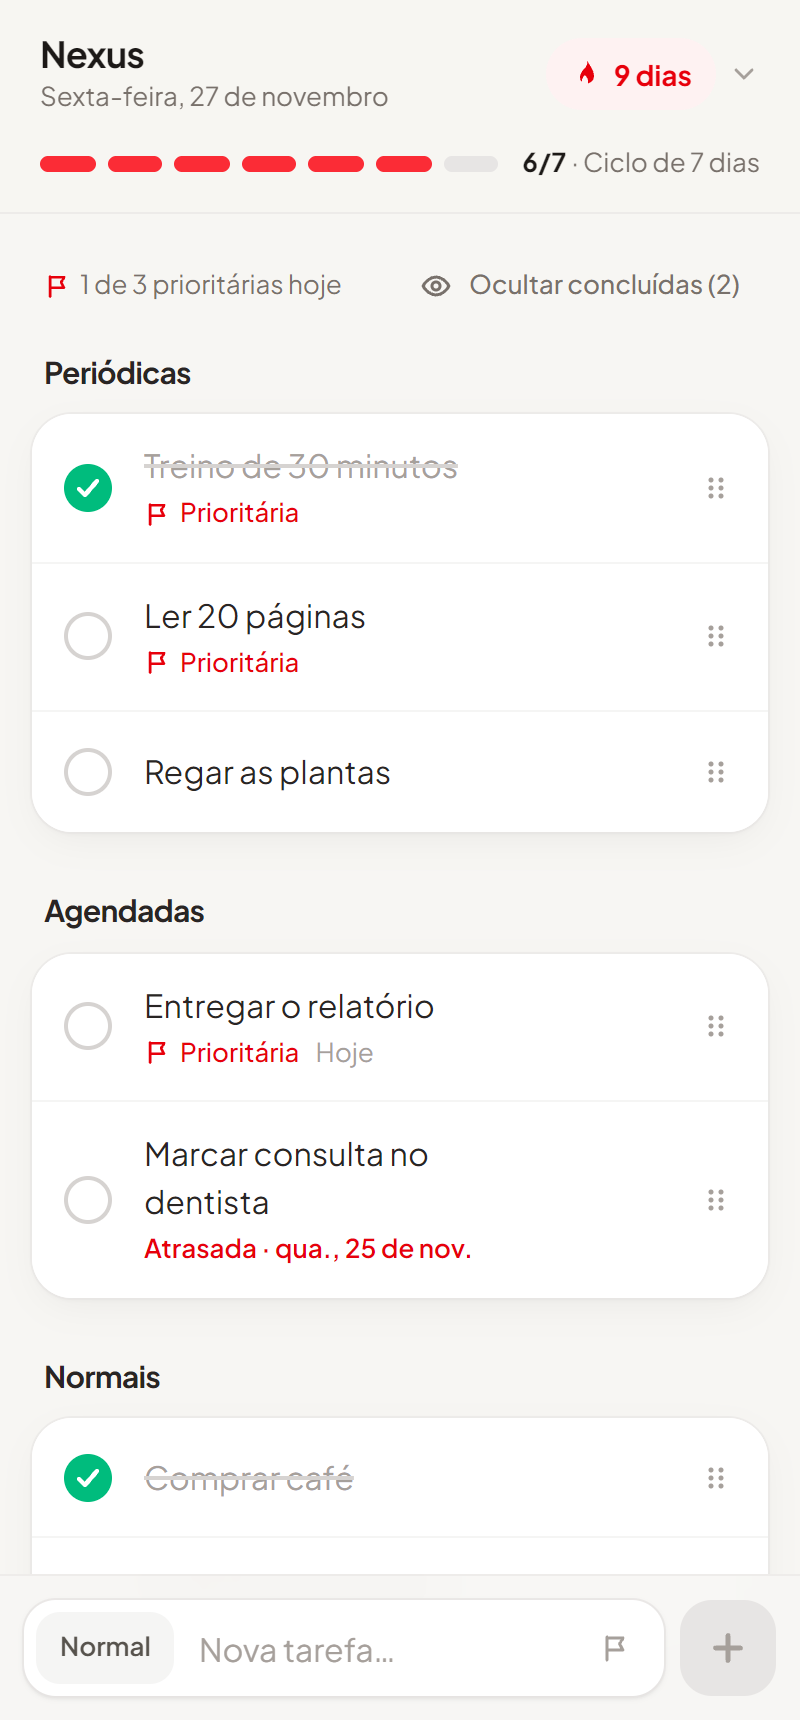 Nexus
9 dias
Sexta-feira, 27 de novembro
6/7 · Ciclo de 7 dias
1 de 3 prioritárias hoje
Ocultar concluídas (2)
Periódicas
Treino de 30 minutos
Prioritária
Ler 20 páginas
Prioritária
Regar as plantas
Agendadas
Entregar o relatório
Prioritária Hoje
Marcar consulta no
dentista
Atrasada · qua., 25 de nov.
Normais
Comprar café
Normal
Nova tarefa...